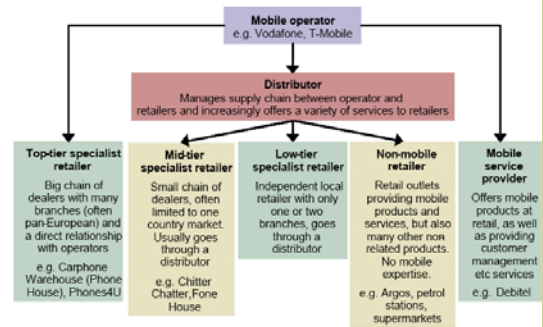 Mobile operator
e.g. Vodafone, T-Mobile
Distributor
Manages supply chain between operator and
retailers and increasingly offers a variety of services to retailers
Top-tier specialist
retailer
Big chain of
dealers with many
branches (often
pan-European) and
a direct relationship
with operators
e.g. Carphone
Warehouse (Phone
House), Phones4U
Mid-tier
specialist retailer
Small chain of
dealers, often
limited to one
country market.
Usually goes
through a
distributor
e.g. Chitter
Chatter,Fone
House
Low-tier
specialist retailer
Independent local
retailer with only
one or two
branches, goes
through a
distributor
Non-mobile
retailer
Retail outlets
providing mobile
products and
services, but also
many other non
related products.
No mobile
expertise.
e.g. Argos, petrol
stations,
supermarkets
Mobile
service
provider
Offers mobile
products at
retail, as well
as providing
customer
management
etc services
e.g. Debitel